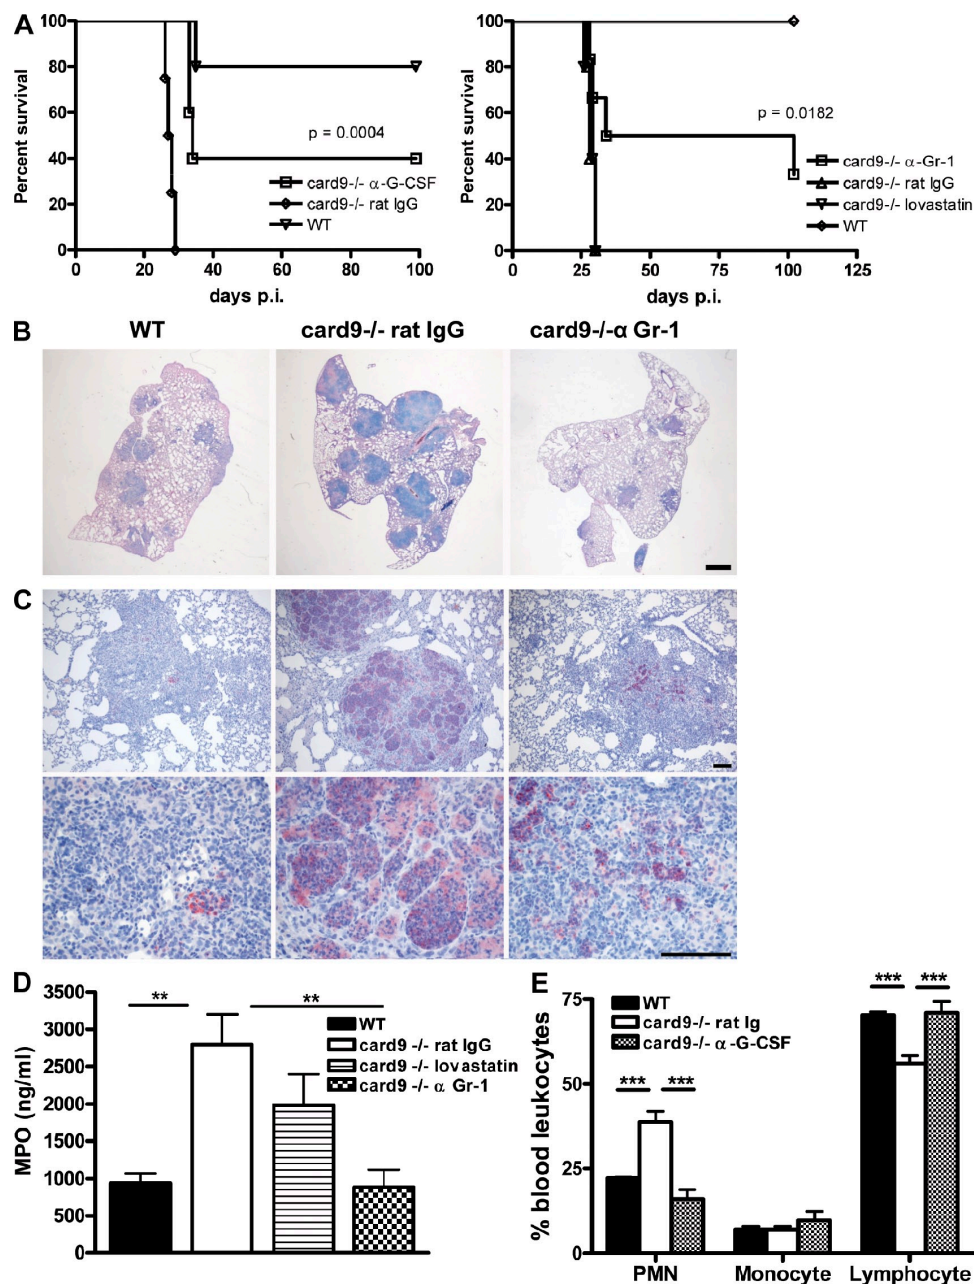 A
100
80
60
40
20
0
Percent survival
p = 0.0004
card9-/- α-G-CSF
card9-/- rat IgG
WT
0 20 40 60 80 100
days p.i.
100
80
60
40
20
0
Percent survival
p = 0.0182
card9-/- α-Gr-1
card9-/- rat IgG
card9-/- lovastatin
WT
0 25 50 75 100 125
days p.i.
B
WT card9-/- rat IgG card9-/-α Gr-1
C
D
3500
3000
2500
2000
1500
1000
500
0
MPO (ng/ml)
** **
WT
card9 -/- rat IgG
card9 -/- lovastatin
card9 -/- α Gr-1
E
75
50
25
0
% blood leukocytes
WT
card9-/- rat Ig
card9-/- α-G-CSF
*** ***
*** ***
PMN Monocyte Lymphocyte